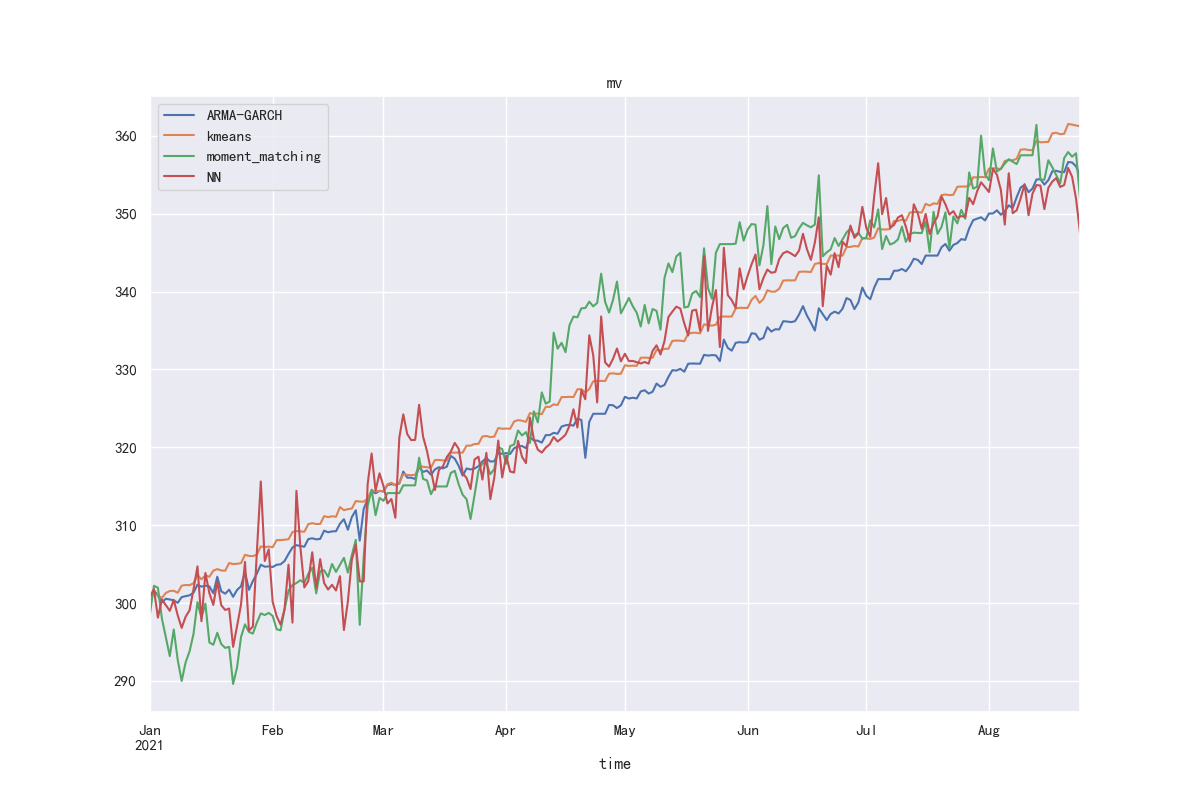 mv
ARMA-GARCH
kmeans
moment_matching
NN
360
350
340
330
320
310
300
290
Jan Feb Mar Apr May Jun Jul Aug
2021
time